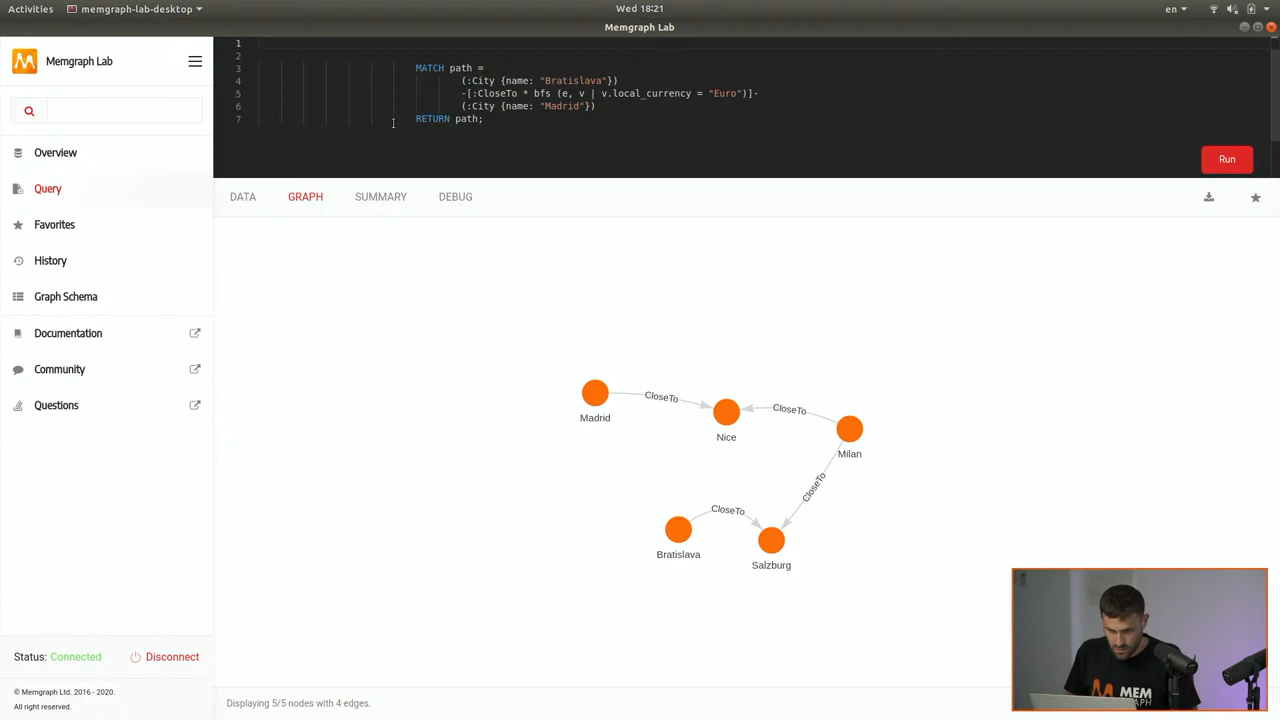 Activities
memgraph-lab-desktop
Wed 18:21
en
Memgraph Lab
Memgraph Lab
Overview
Query
Favorites
History
Graph Schema
Documentation
Community
Questions
Status: Connected
Disconnect
© Memgraph Ltd. 2016 - 2020.
All right reserved.
1
2
3 MATCH path =
4 (:City {name: "Bratislava"})
5 -[:CloseTo * bfs (e, v | v.local_currency = "Euro")]-
6 (:City {name: "Madrid"})
7 RETURN path;
Run
DATA GRAPH SUMMARY DEBUG
Madrid
CloseTo
Nice
CloseTo
Milan
CloseTo
Bratislava
CloseTo
Salzburg
Displaying 5/5 nodes with 4 edges.
MEM
GRAPH